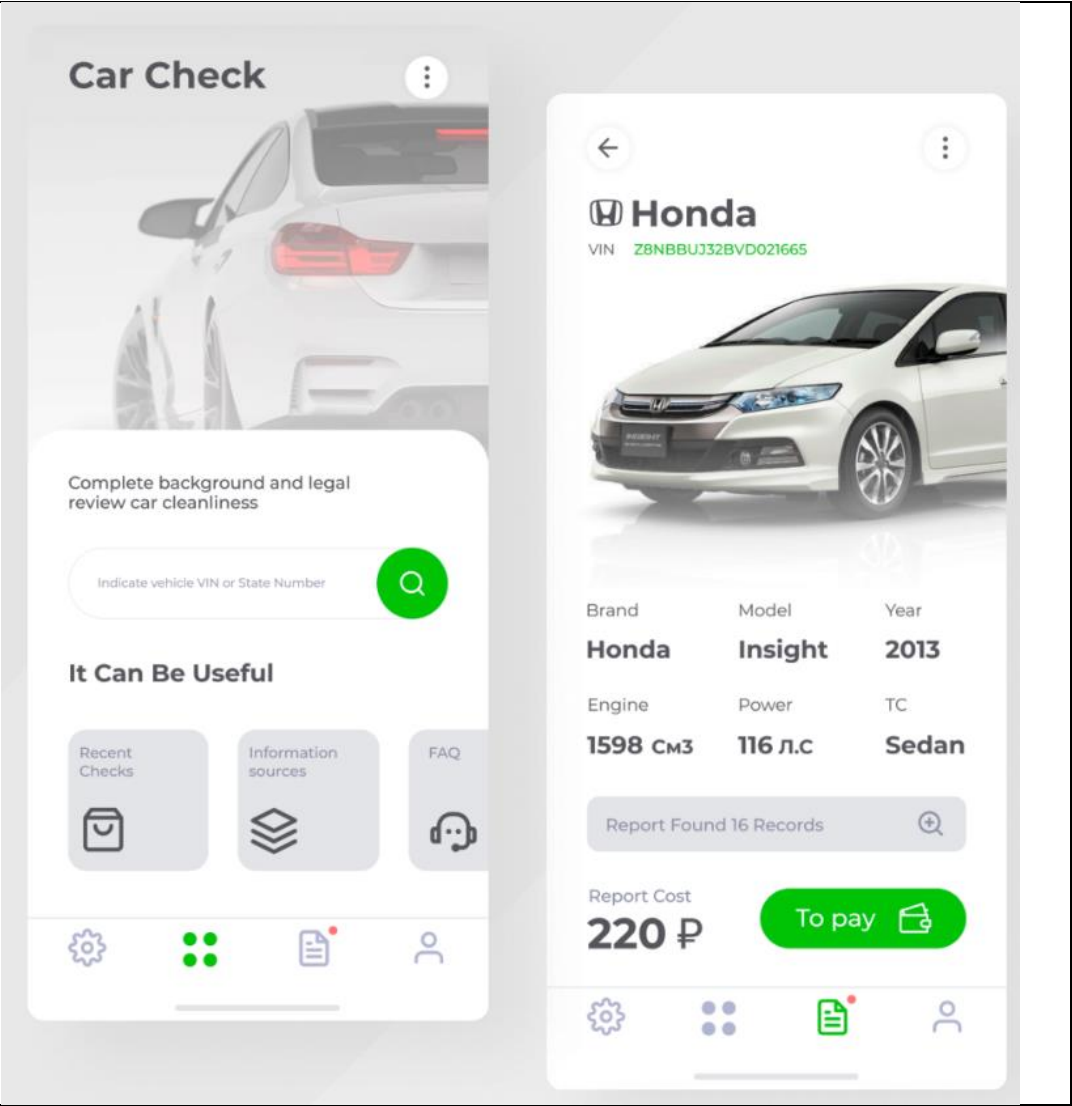 Car Check
Complete background and legal
review car cleanliness
Indicate vehicle VIN or State Number
It Can Be Useful
Recent
Checks
Information
sources
FAQ
Honda
VIN Z8NBBUJ32BVD021665
INSIGHT
Brand Model Year
Honda Insight 2013
Engine Power TC
1598 См3 116 л.с Sedan
Report Found 16 Records
Report Cost
220 ₽
To pay